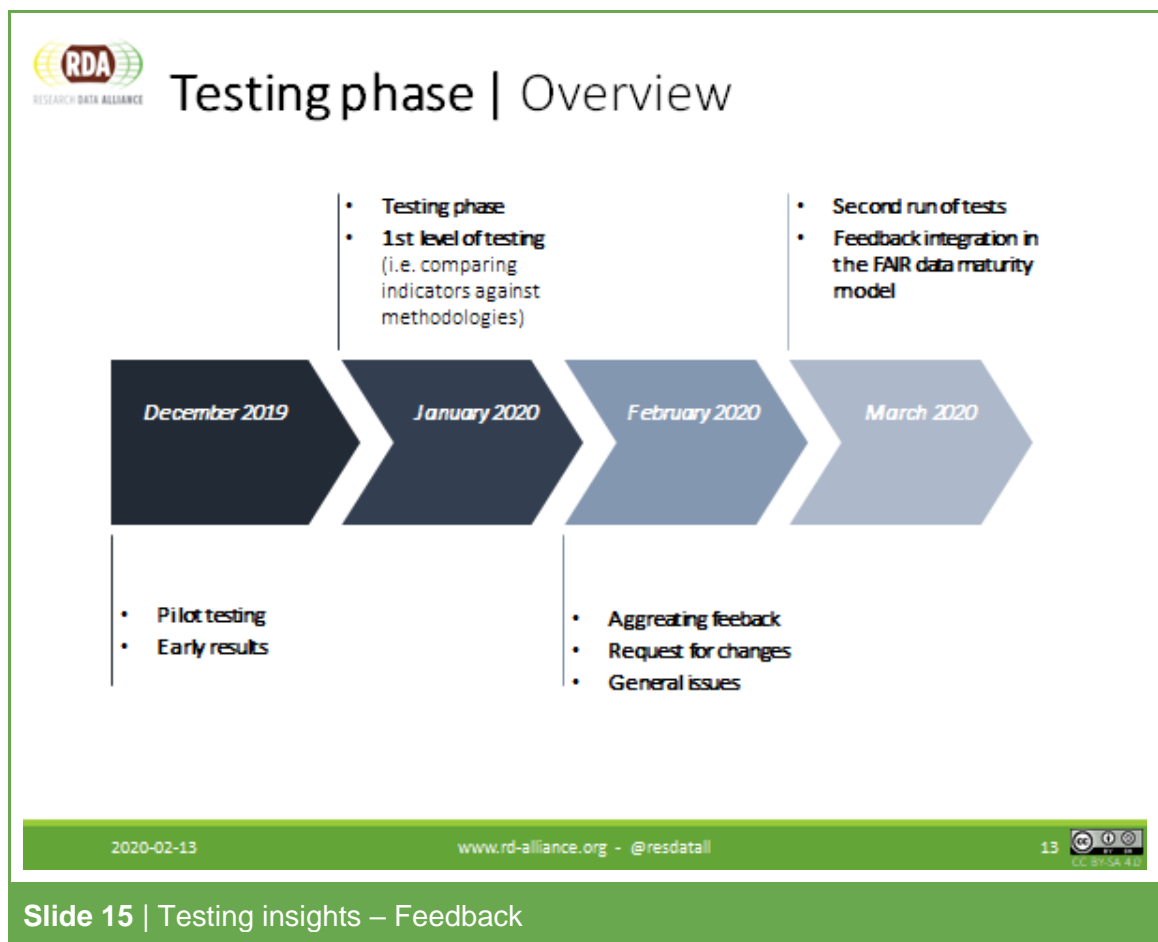 RDA
RESEARCH DATA ALLIANCE
Testing phase | Overview
• Testing phase
• 1st level of testing
(i.e. comparing
indicators against
methodologies)
• Second run of tests
• Feedback integration in
the FAIR data maturity
model
December 2019
January 2020
February 2020
March 2020
• Pilot testing
• Early results
• Aggreating feeback
• Request for changes
• General issues
2020-02-13
www.rd-alliance.org - @resdatall
13
cc
BY SA
CC BY-SA 4.0
Slide 15 | Testing insights – Feedback